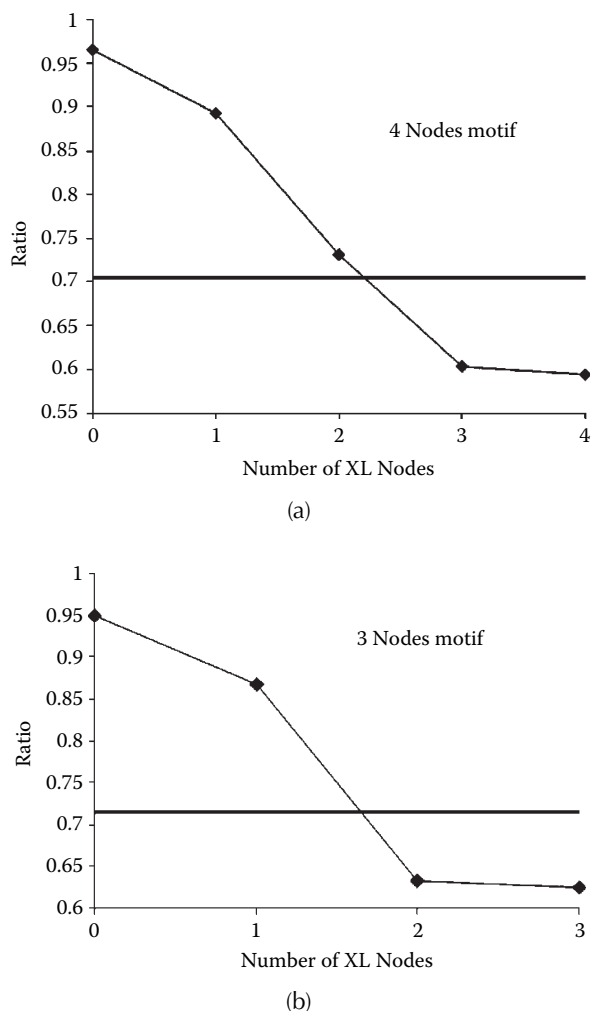 1
0.95
0.9
0.85
0.8
0.75
0.7
0.65
0.6
0.55
Ratio
4 Nodes motif
0 1 2 3 4
Number of XL Nodes
(a)
1
0.95
0.9
0.85
0.8
0.75
0.7
0.65
0.6
Ratio
3 Nodes motif
0 1 2 3
Number of XL Nodes
(b)